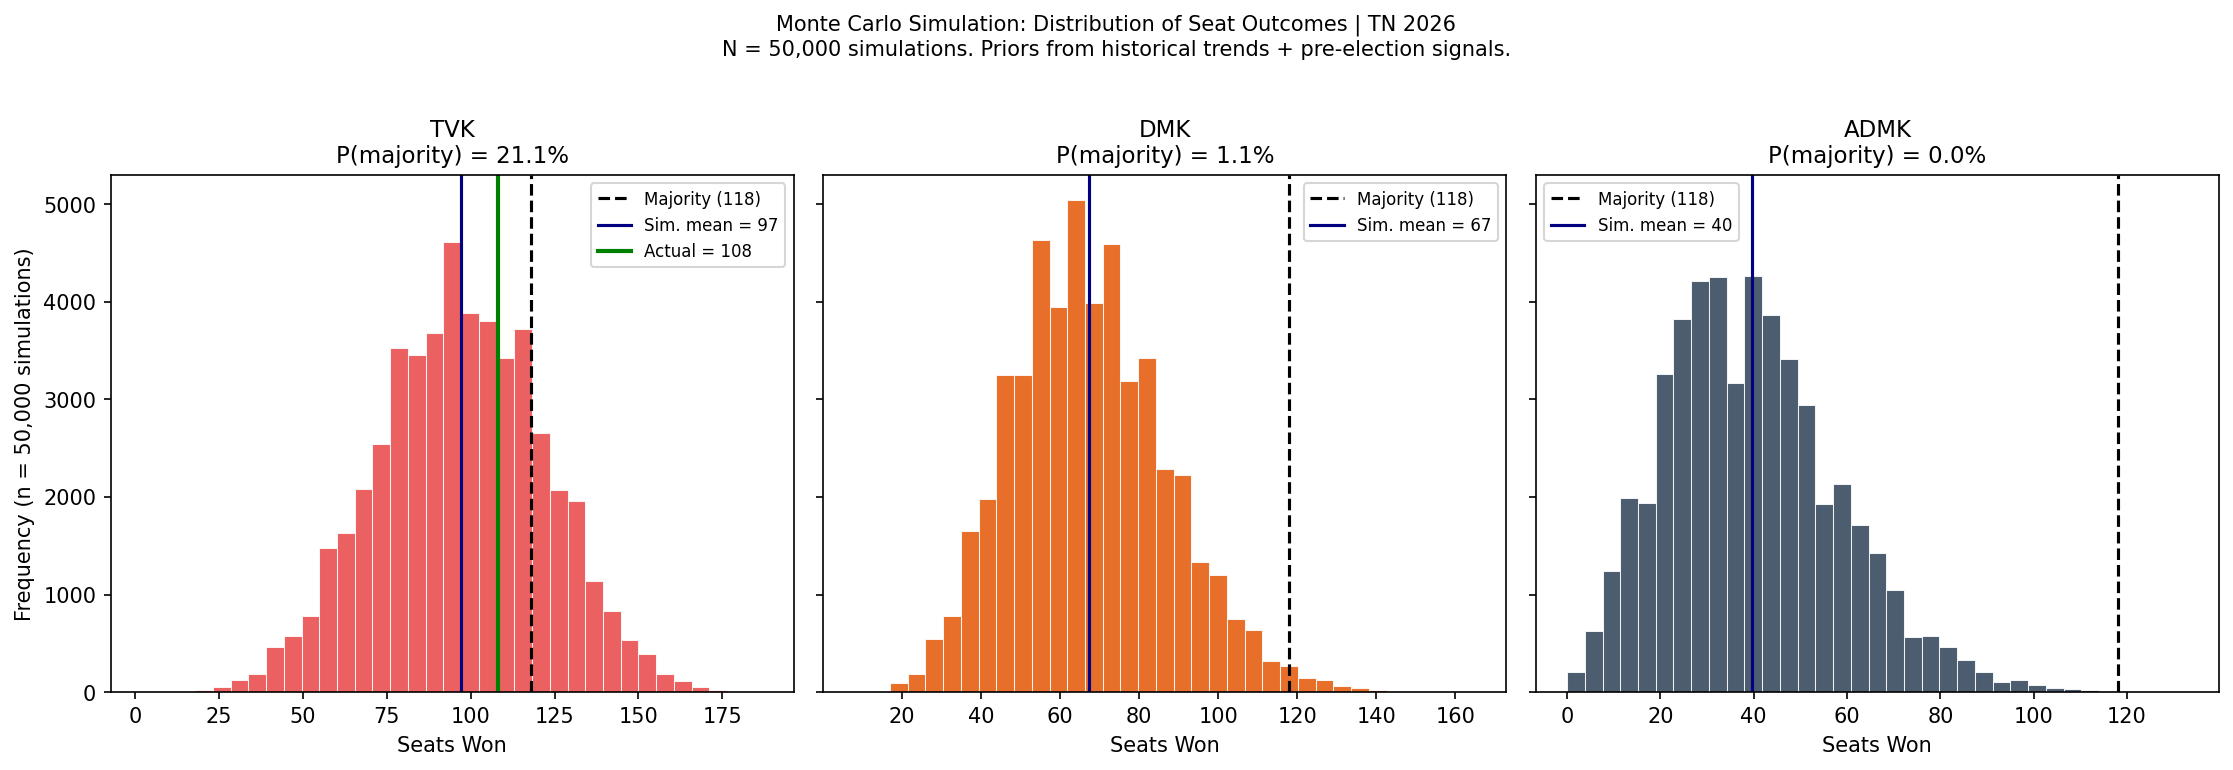 Monte Carlo Simulation: Distribution of Seat Outcomes | TN 2026
N = 50,000 simulations. Priors from historical trends + pre-election signals.
TVK
P(majority) = 21.1%
Majority (118)
Sim. mean = 97
Actual = 108
Frequency (n = 50,000 simulations)
5000
4000
3000
2000
1000
0
0 25 50 75 100 125 150 175
Seats Won
DMK
P(majority) = 1.1%
Majority (118)
Sim. mean = 67
20 40 60 80 100 120 140 160
Seats Won
ADMK
P(majority) = 0.0%
Majority (118)
Sim. mean = 40
0 20 40 60 80 100 120
Seats Won